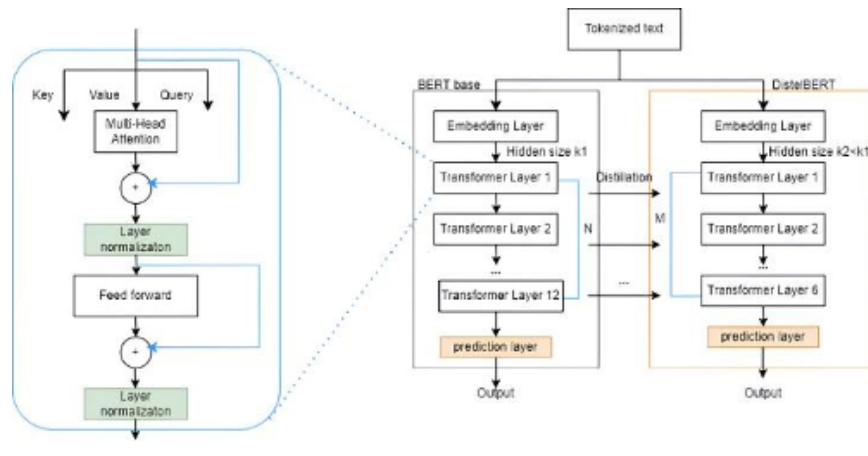 Key
Value
Query
Multi-Head
Attention
+
Layer
normalizaton
Feed forward
+
Layer
normalizaton
Tokenized text
BERT base
Embedding Layer
Hidden size k1
Transformer Layer 1
Transformer Layer 2
...
Transformer Layer 12
prediction layer
Output
N
Distillation
...
DistelBERT
Embedding Layer
Hidden size k2<k1
M
Transformer Layer 1
Transformer Layer 2
...
Transformer Layer 6
prediction layer
Output